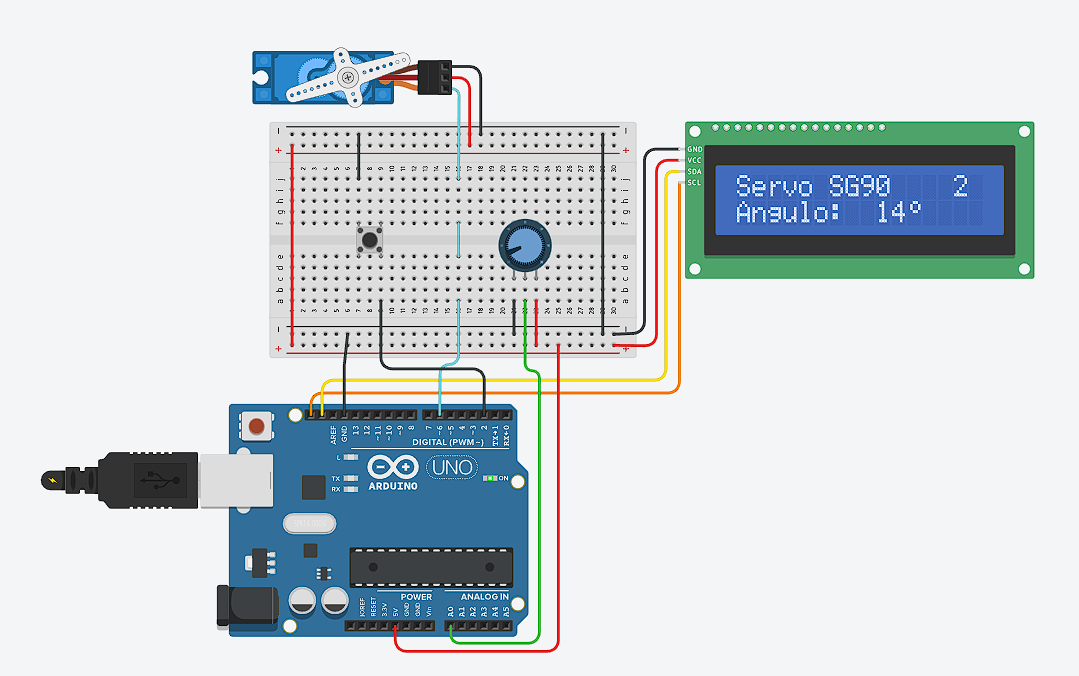 GND
VCC
SDA
SCL
Servo SG90 2
Angulo: 14º
j
i
h
g
f
e
d
c
b
a
AREF
GND
13
12
~11
~10
~9
8
7
~6
~5
4
~3
2
TX→1
RX←0
DIGITAL (PWM~)
L
TX
RX
ARDUINO
UNO
ON
POWER
ANALOG IN
IOREF
RESET
3.3V
5V
GND
GND
Vin
A0
A1
A2
A3
A4
A5